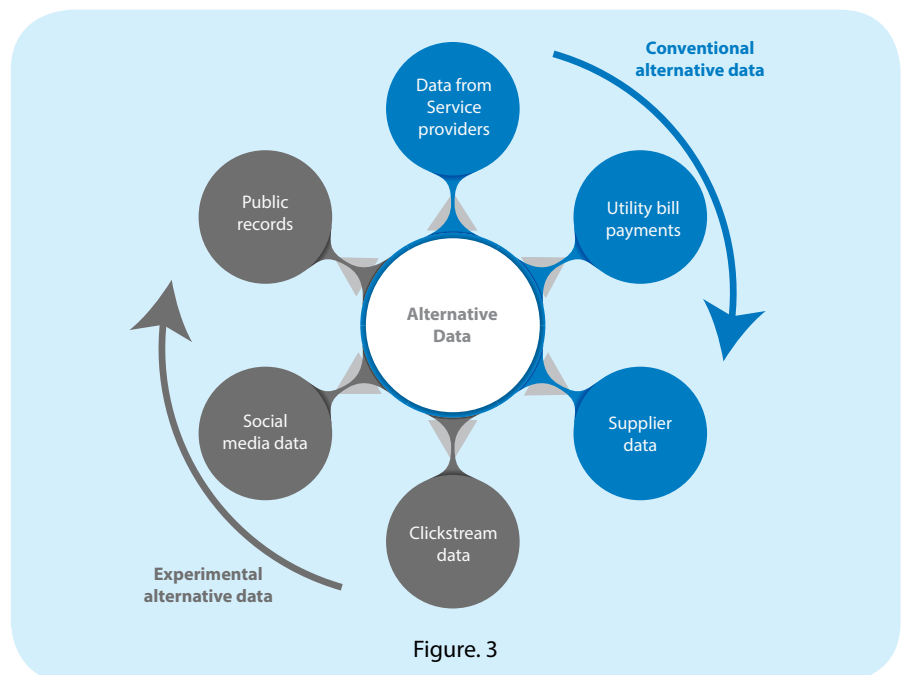 Conventional
alternative data
Data from
Service
providers
Utility bill
payments
Supplier
data
Clickstream
data
Social
media data
Public
records
Alternative
Data
Experimental
alternative data
Figure. 3